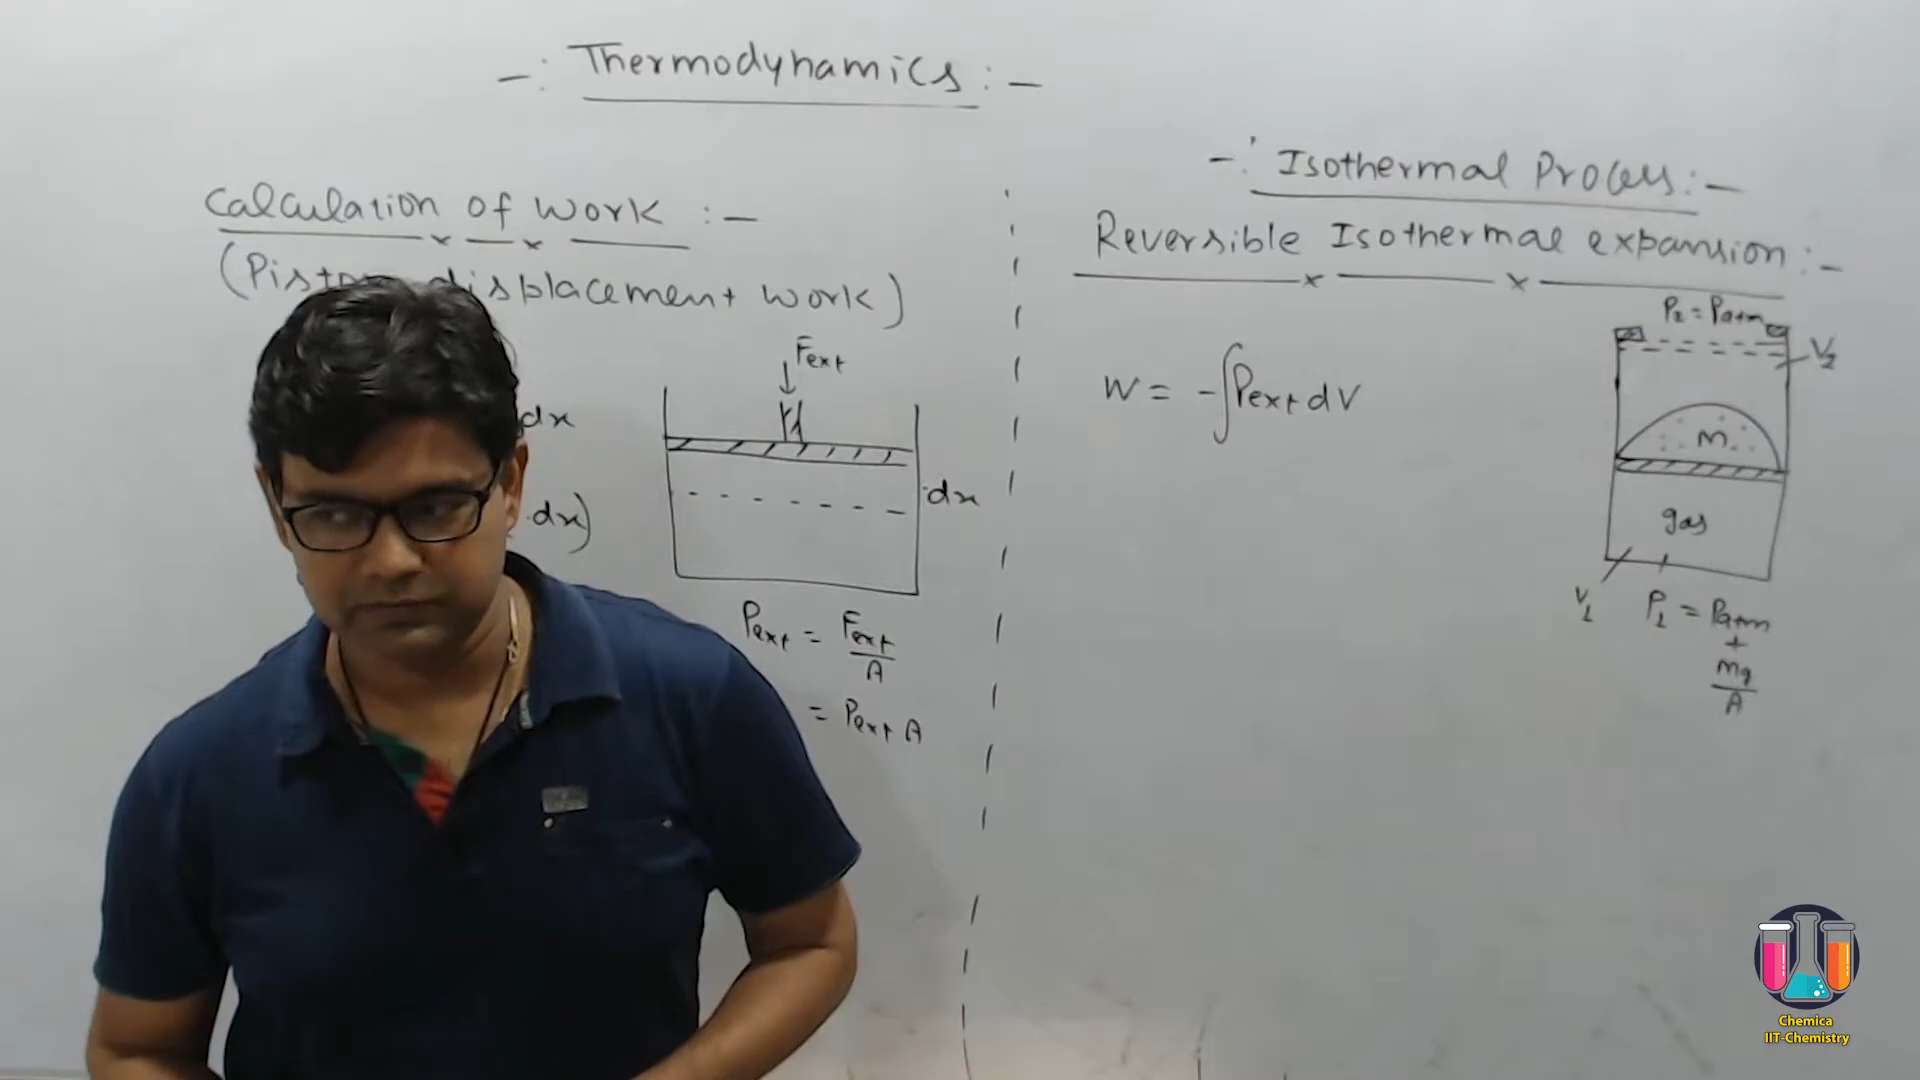 -: Thermodynamics :-
Calculation of work :-
(Piston displacement work)
Fext
dx
dx
.dx)
Pext = Fext/A
= Pext A
-: Isothermal Process :-
Reversible Isothermal expansion :-
P2 = Patm
V2
W = -∫Pext dV
m
gas
V1
P1 = Patm
+
mg/A
Chemica
IIT-Chemistry